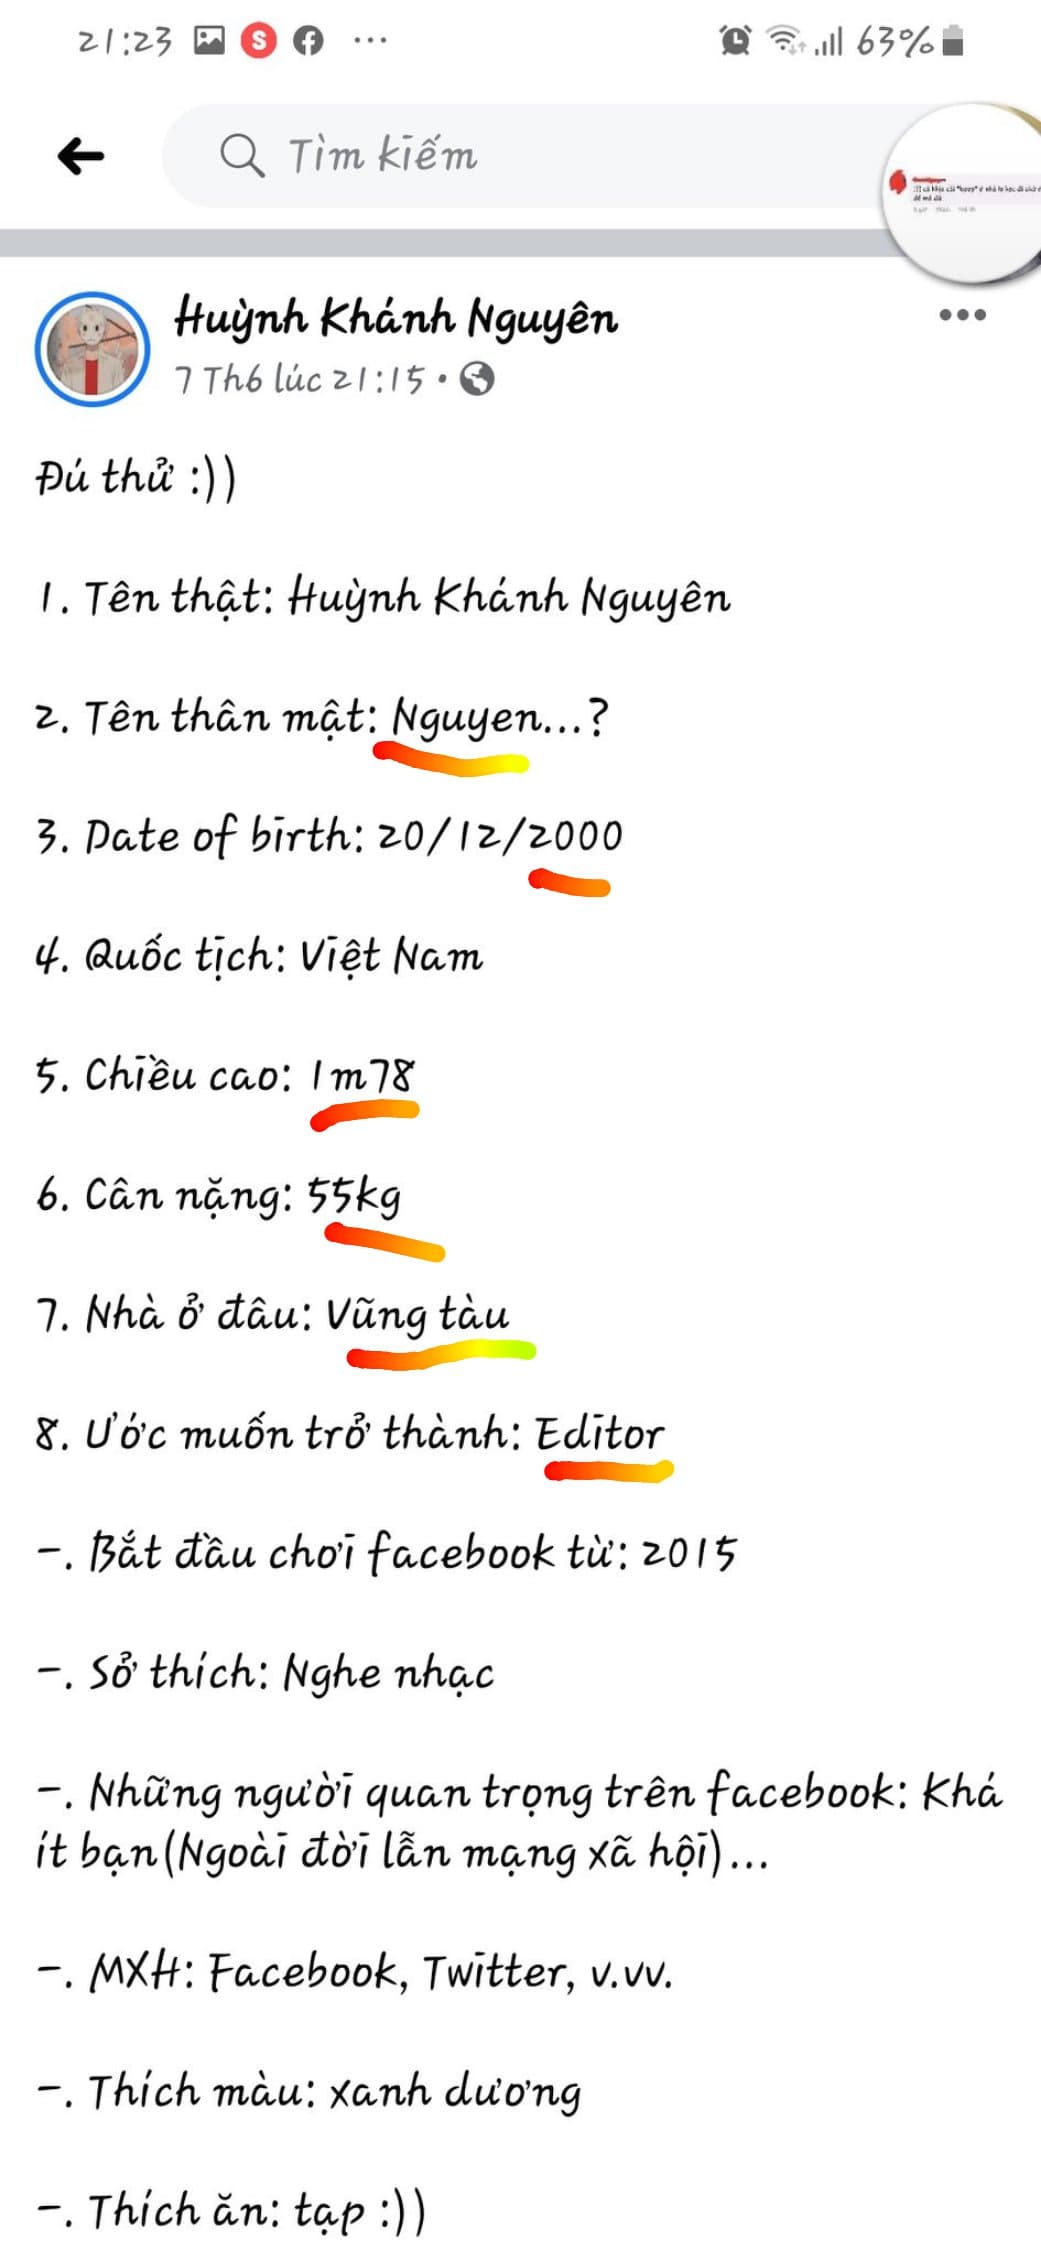 21:23 ... 63%
Tìm kiếm
Huỳnh Khánh Nguyên
7 Th6 lúc 21:15 •
Đú thử :))
1. Tên thật: Huỳnh Khánh Nguyên
2. Tên thân mật: Nguyen...?
3. Date of birth: 20/12/2000
4. Quốc tịch: Việt Nam
5. Chiều cao: 1m78
6. Cân nặng: 55kg
7. Nhà ở đâu: Vũng tàu
8. Ước muốn trở thành: Editor
–. Bắt đầu chơi facebook từ: 2015
–. Sở thích: Nghe nhạc
–. Những người quan trọng trên facebook: Khá
ít bạn(Ngoài đời lẫn mạng xã hội)...
–. MXH: Facebook, Twitter, v.vv.
–. Thích màu: xanh dương
–. Thích ăn: tạp :))